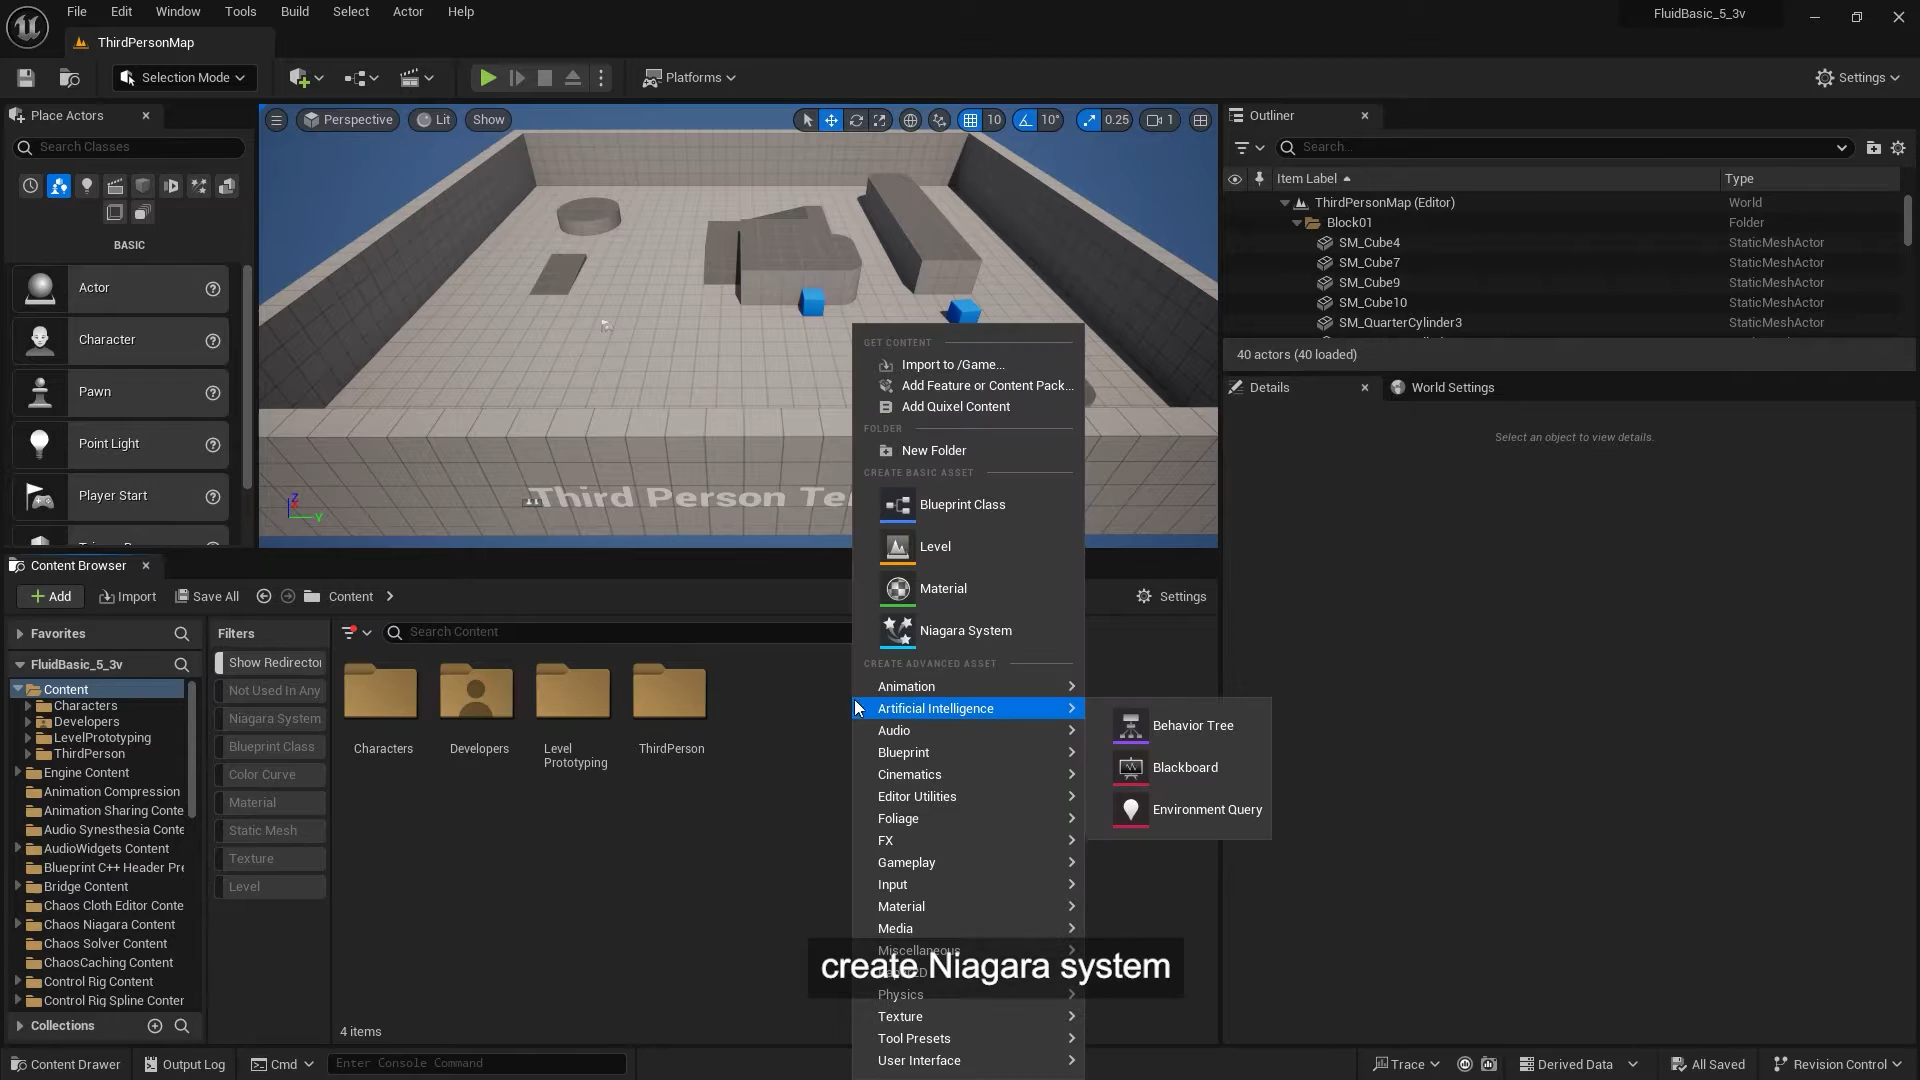 File Edit Window Tools Build Select Actor Help
FluidBasic_5_3v
ThirdPersonMap
Selection Mode
Platforms
Settings
Place Actors
Search Classes
BASIC
Actor
Character
Pawn
Point Light
Player Start
Perspective Lit Show
10 10° 0.25 1
Third Person Te
Outliner
Search...
Item Label Type
ThirdPersonMap (Editor) World
Block01 Folder
SM_Cube4 StaticMeshActor
SM_Cube7 StaticMeshActor
SM_Cube9 StaticMeshActor
SM_Cube10 StaticMeshActor
SM_QuarterCylinder3 StaticMeshActor
40 actors (40 loaded)
Details World Settings
Select an object to view details.
GET CONTENT
Import to /Game...
Add Feature or Content Pack...
Add Quixel Content
FOLDER
New Folder
CREATE BASIC ASSET
Blueprint Class
Level
Material
Niagara System
CREATE ADVANCED ASSET
Animation
Artificial Intelligence
Audio
Blueprint
Cinematics
Editor Utilities
Foliage
FX
Gameplay
Input
Material
Media
Miscellaneous
Physics
Texture
Tool Presets
User Interface
Behavior Tree
Blackboard
Environment Query
create Niagara system
Content Browser
Add Import Save All Content Settings
Favorites
FluidBasic_5_3v
Content
Characters
Developers
LevelPrototyping
ThirdPerson
Engine Content
Animation Compression
Animation Sharing Conte
Audio Synesthesia Conte
AudioWidgets Content
Blueprint C++ Header Pre
Bridge Content
Chaos Cloth Editor Conte
Chaos Niagara Content
Chaos Solver Content
ChaosCaching Content
Control Rig Content
Control Rig Spline Conter
Collections
Filters
Show Redirector
Not Used In Any
Niagara System
Blueprint Class
Color Curve
Material
Static Mesh
Texture
Level
Search Content
Characters
Developers
Level
Prototyping
ThirdPerson
4 items
Content Drawer Output Log Cmd Enter Console Command
Trace Derived Data All Saved Revision Control